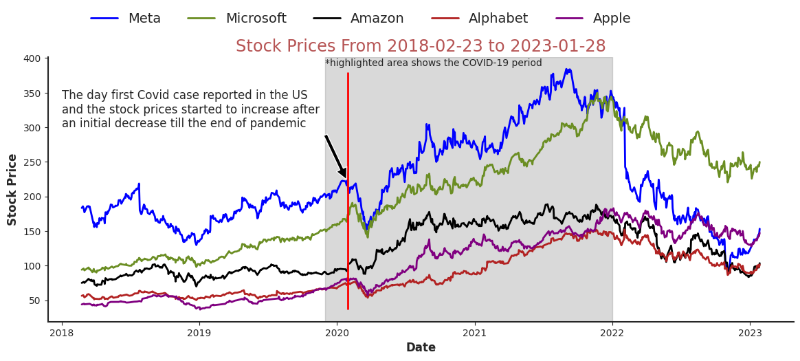 Meta Microsoft Amazon Alphabet Apple
Stock Prices From 2018-02-23 to 2023-01-28
*highlighted area shows the COVID-19 period
The day first Covid case reported in the US
and the stock prices started to increase after
an initial decrease till the end of pandemic
Stock Price
400
350
300
250
200
150
100
50
2018 2019 2020 2021 2022 2023
Date